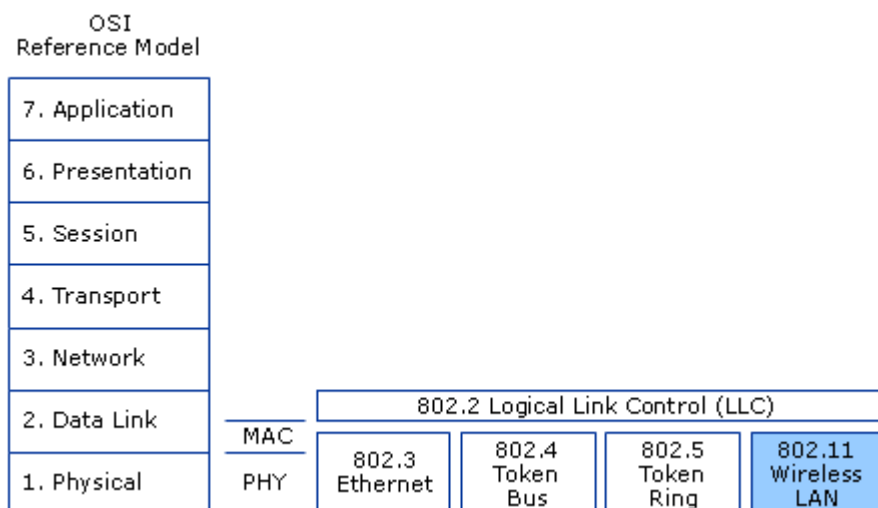 OSI
Reference Model
7. Application
6. Presentation
5. Session
4. Transport
3. Network
2. Data Link
1. Physical
MAC
PHY
802.2 Logical Link Control (LLC)
802.3
Ethernet
802.4
Token
Bus
802.5
Token
Ring
802.11
Wireless
LAN